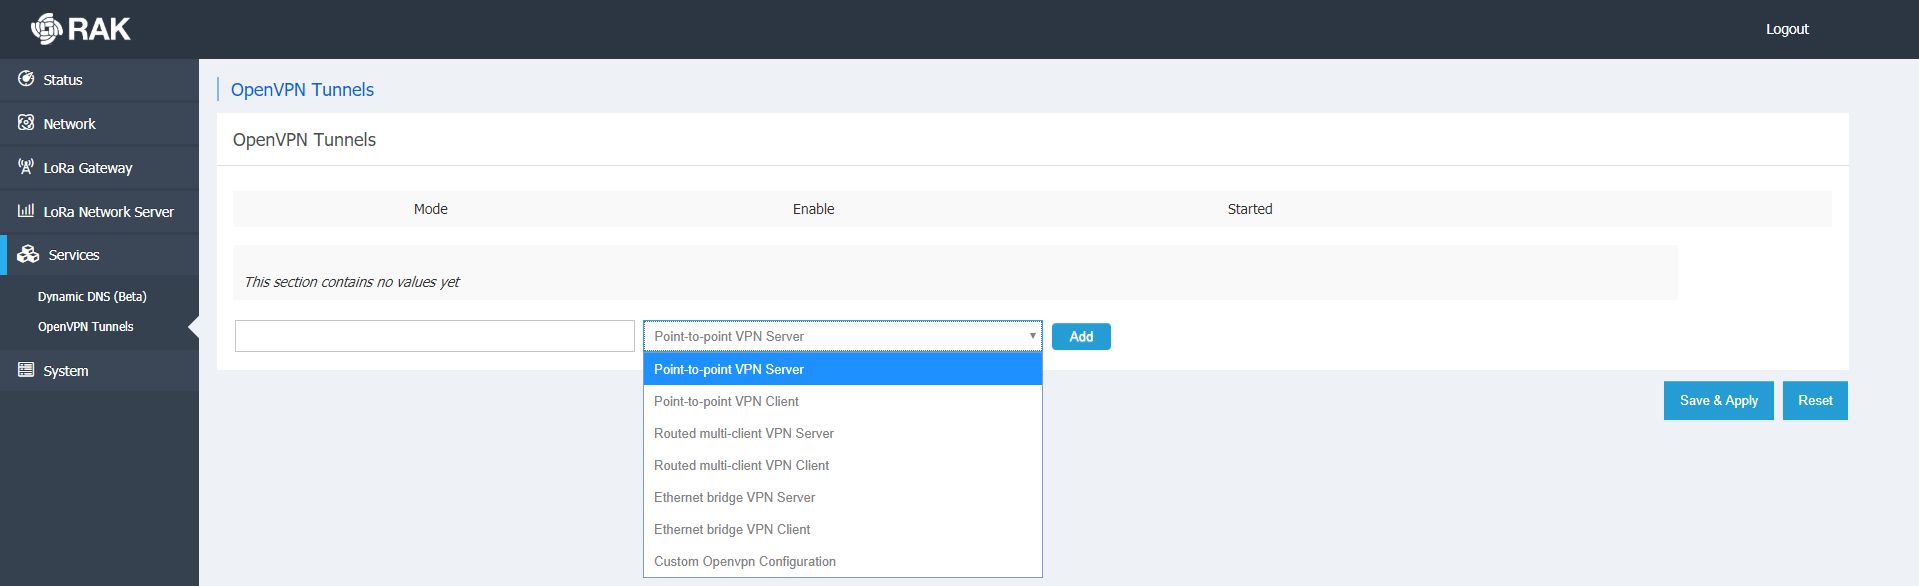 RAK
Logout
Status
Network
LoRa Gateway
LoRa Network Server
Services
Dynamic DNS (Beta)
OpenVPN Tunnels
System
OpenVPN Tunnels
OpenVPN Tunnels
Mode Enable Started
This section contains no values yet
Point-to-point VPN Server Add
Point-to-point VPN Server
Point-to-point VPN Client
Routed multi-client VPN Server
Routed multi-client VPN Client
Ethernet bridge VPN Server
Ethernet bridge VPN Client
Custom Openvpn Configuration
Save & Apply Reset